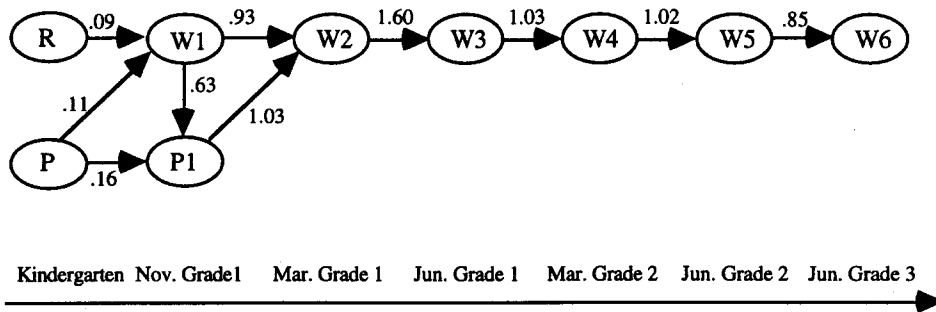 .09 .93 1.60 1.03 1.02 .85
R W1 W2 W3 W4 W5 W6
.63
.11 1.03
P P1
.16
Kindergarten Nov. Grade1 Mar. Grade 1 Jun. Grade 1 Mar. Grade 2 Jun. Grade 2 Jun. Grade 3